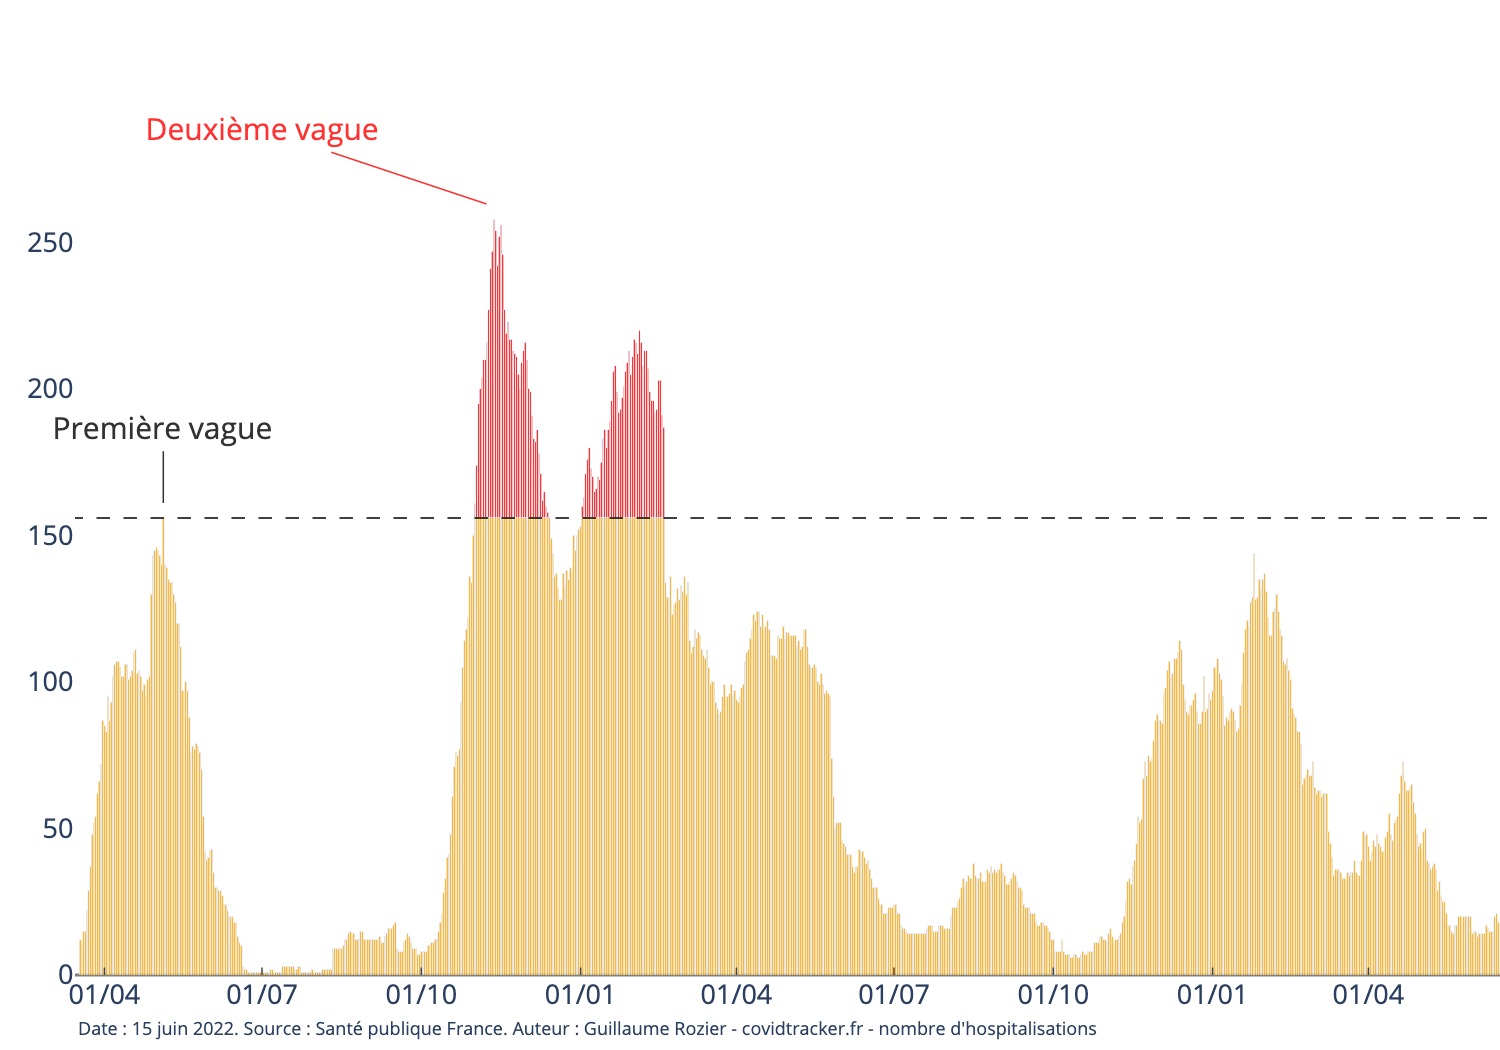 Deuxième vague
250
200
Première vague
150
100
50
0
01/04 01/07 01/10 01/01 01/04 01/07 01/10 01/01 01/04
Date : 15 juin 2022. Source : Santé publique France. Auteur : Guillaume Rozier - covidtracker.fr - nombre d'hospitalisations